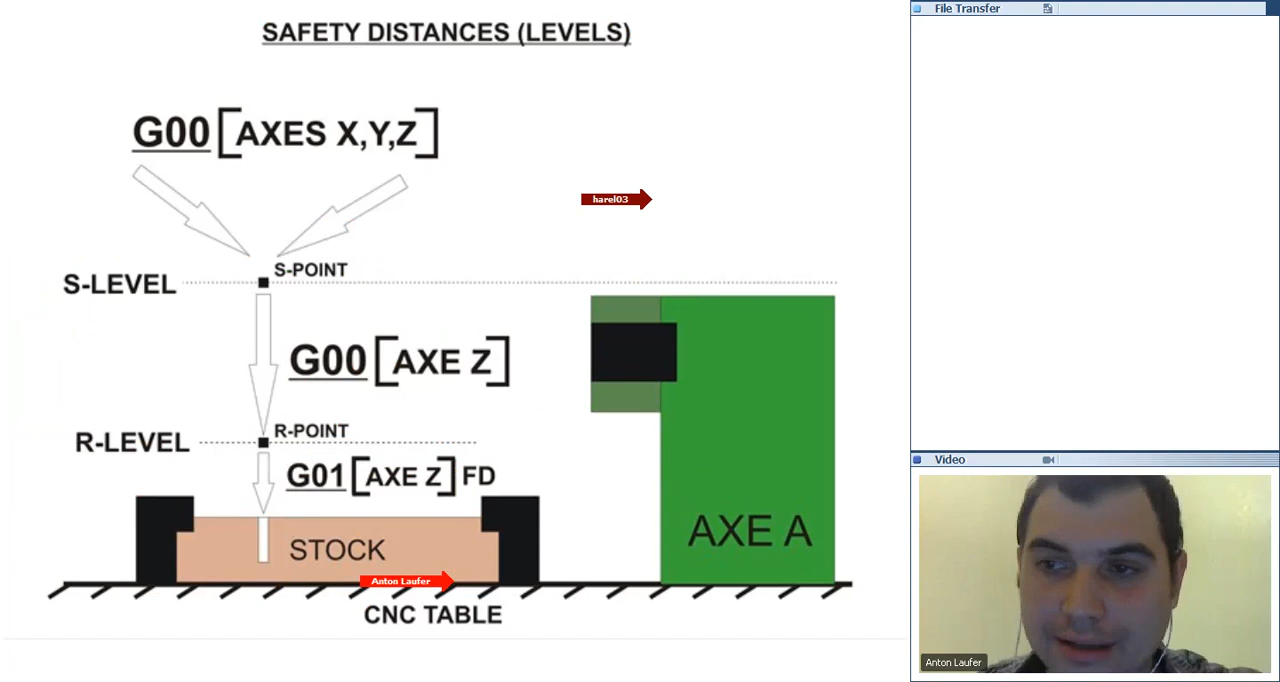 SAFETY DISTANCES (LEVELS)
G00[AXES X,Y,Z]
harel03
S-POINT
S-LEVEL
G00[AXE Z]
R-POINT
R-LEVEL
G01[AXE Z]FD
STOCK
AXE A
Anton Laufer
CNC TABLE
File Transfer
Video
Anton Laufer